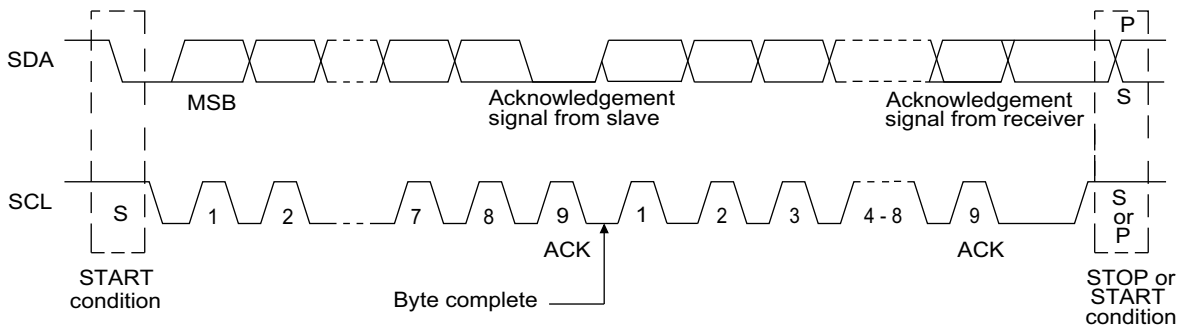 P
SDA
MSB
Acknowledgement
signal from slave
Acknowledgement
signal from receiver
S
SCL
S 1 2 7 8 9 1 2 3 4 - 8 9 S
or
P
ACK ACK
START
condition
Byte complete
STOP or
START
condition